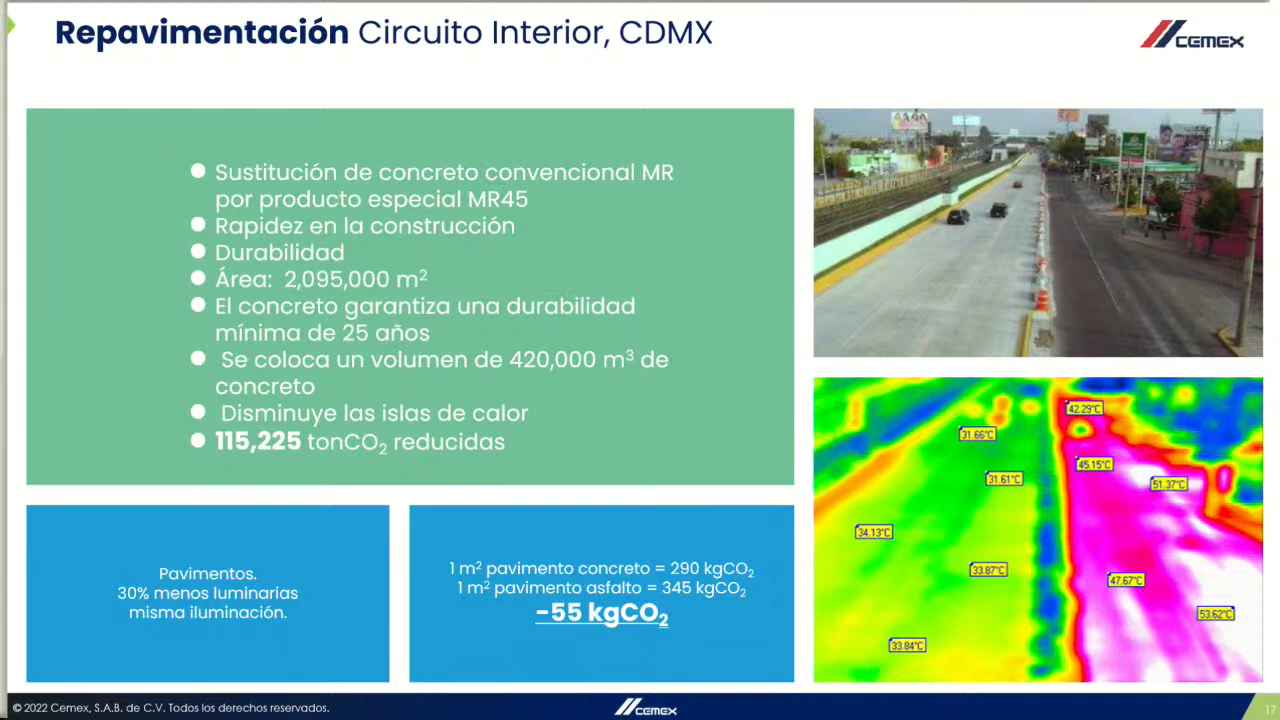 Repavimentación Circuito Interior, CDMX
CEMEX
Sustitución de concreto convencional MR
por producto especial MR45
Rapidez en la construcción
Durabilidad
Área: 2,095,000 m²
El concreto garantiza una durabilidad
mínima de 25 años
Se coloca un volumen de 420,000 m³ de
concreto
Disminuye las islas de calor
115,225 tonCO₂ reducidas
Pavimentos.
30% menos luminarias
misma iluminación.
1 m² pavimento concreto = 290 kgCO₂
1 m² pavimento asfalto = 345 kgCO₂
-55 kgCO₂
42.29°C
31.66°C
45.15°C
31.61°C
51.37°C
34.13°C
33.87°C
47.67°C
53.62°C
33.84°C
© 2022 Cemex, S.A.B. de C.V. Todos los derechos reservados.
CEMEX
17